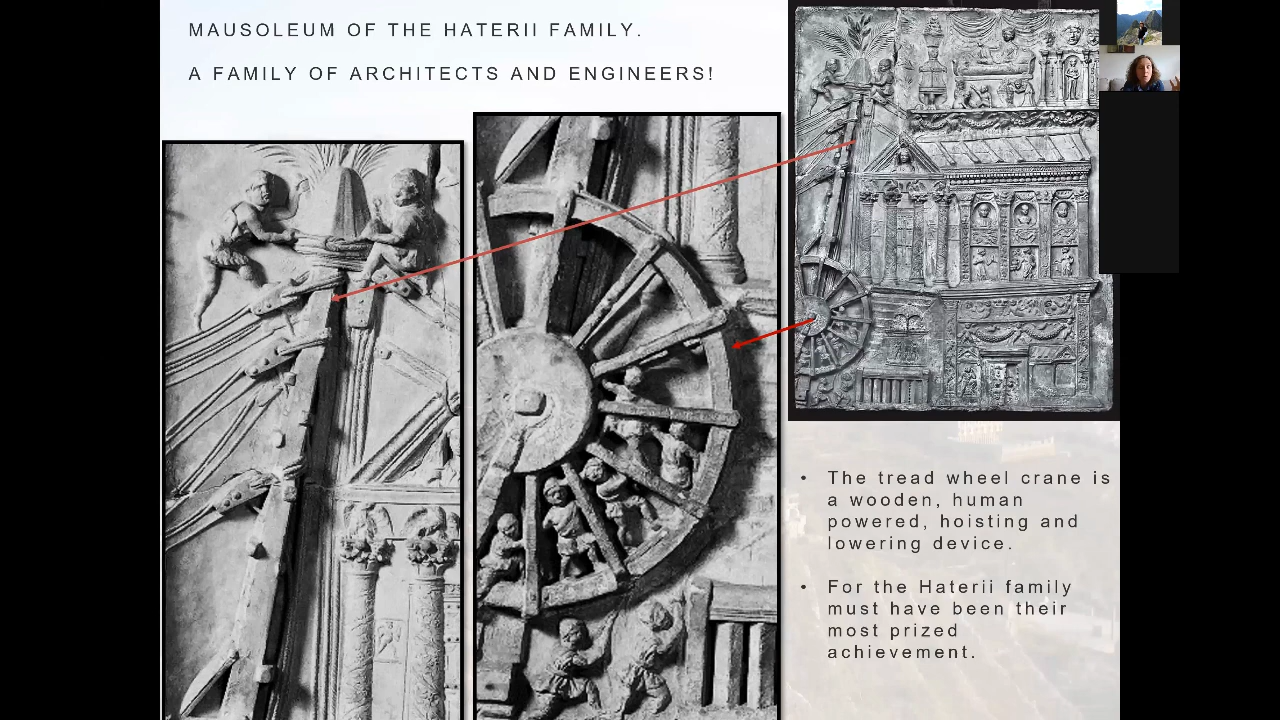 MAUSOLEUM OF THE HATERII FAMILY.
A FAMILY OF ARCHITECTS AND ENGINEERS!
• The tread wheel crane is
a wooden, human
powered, hoisting and
lowering device.
• For the Haterii family
must have been their
most prized
achievement.